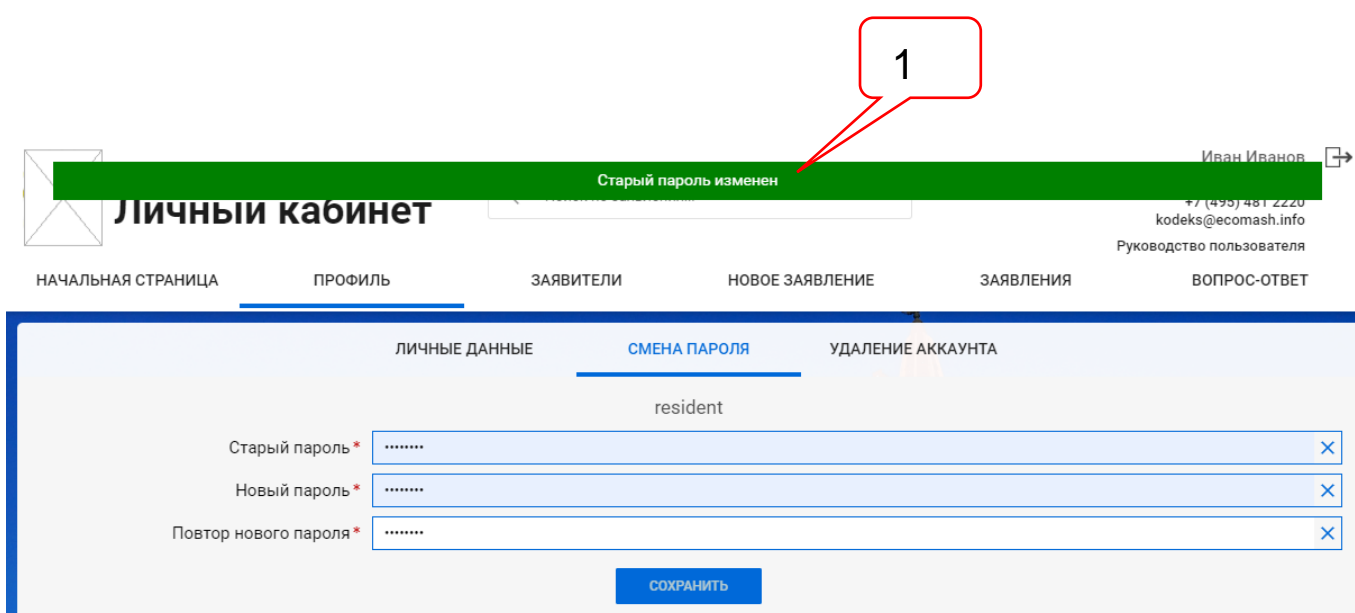 1
Иван Иванов
Старый пароль изменен
Личный кабинет
+7 (495) 481 2220
kodeks@ecomash.info
Руководство пользователя
НАЧАЛЬНАЯ СТРАНИЦА ПРОФИЛЬ ЗАЯВИТЕЛИ НОВОЕ ЗАЯВЛЕНИЕ ЗАЯВЛЕНИЯ ВОПРОС-ОТВЕТ
ЛИЧНЫЕ ДАННЫЕ СМЕНА ПАРОЛЯ УДАЛЕНИЕ АККАУНТА
resident
Старый пароль* ••••••••
Новый пароль* ••••••••
Повтор нового пароля* ••••••••
СОХРАНИТЬ